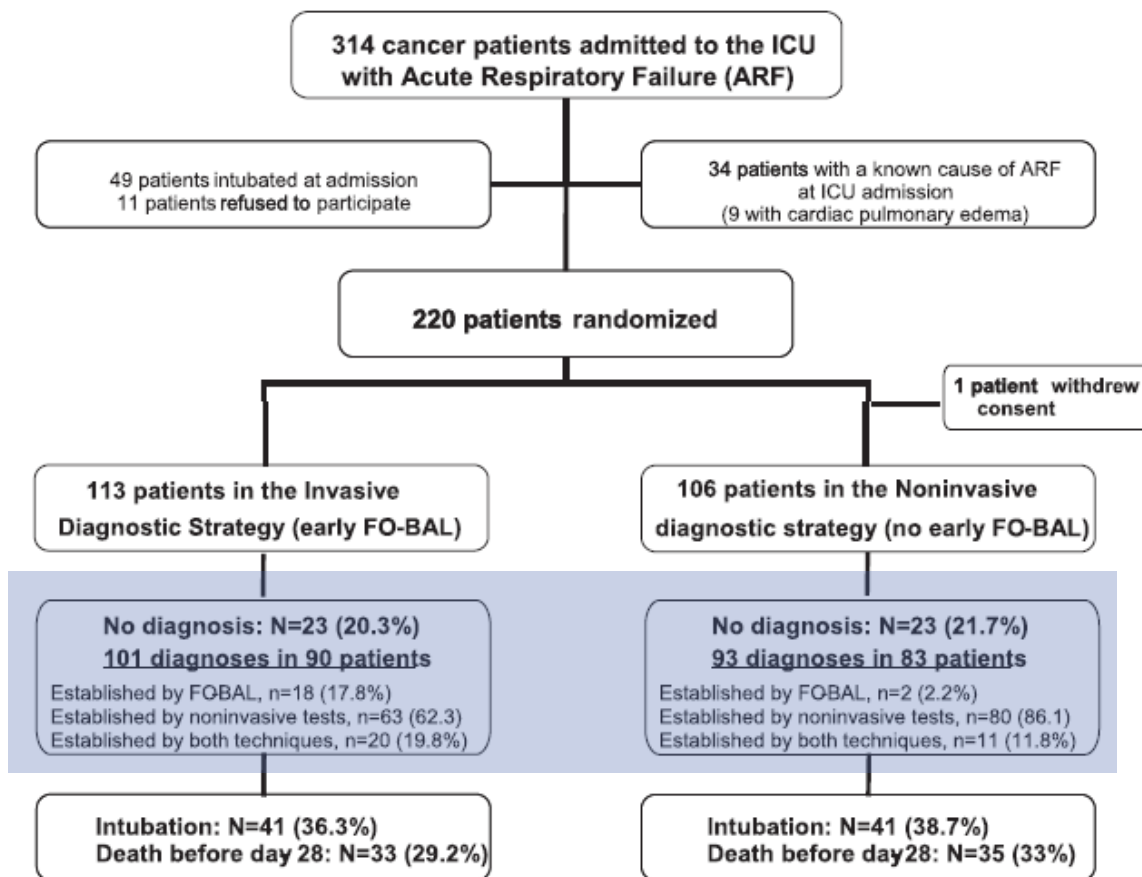 314 cancer patients admitted to the ICU
with Acute Respiratory Failure (ARF)
49 patients intubated at admission
11 patients refused to participate
34 patients with a known cause of ARF
at ICU admission
(9 with cardiac pulmonary edema)
220 patients randomized
1 patient withdrew
consent
113 patients in the Invasive
Diagnostic Strategy (early FO-BAL)
106 patients in the Noninvasive
diagnostic strategy (no early FO-BAL)
No diagnosis: N=23 (20.3%)
101 diagnoses in 90 patients
Established by FO-BAL, n=18 (17.8%)
Established by noninvasive tests, n=63 (62.3)
Established by both techniques, n=20 (19.8%)
No diagnosis: N=23 (21.7%)
93 diagnoses in 83 patients
Established by FO-BAL, n=2 (2.2%)
Established by noninvasive tests, n=80 (86.1)
Established by both techniques, n=11 (11.8%)
Intubation: N=41 (36.3%)
Death before day 28: N=33 (29.2%)
Intubation: N=41 (38.7%)
Death before day28: N=35 (33%)